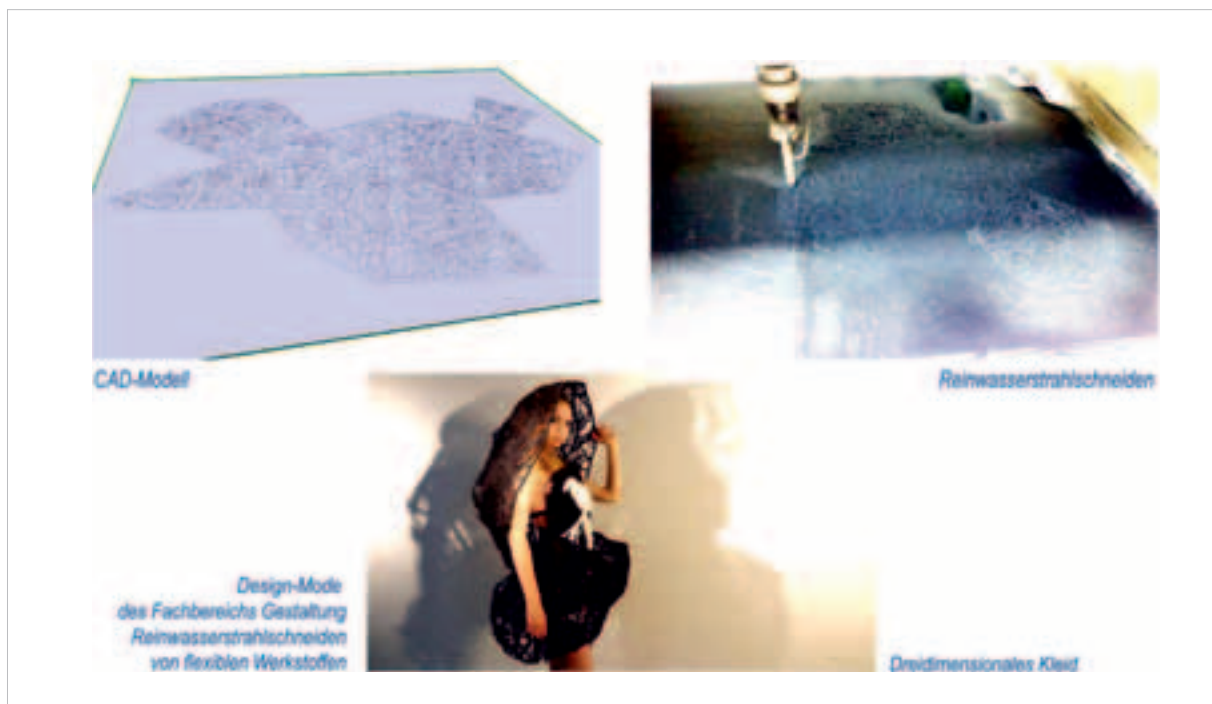 CAD-Modell
Reinwasserstrahlschneiden
Design-Mode
des Fachbereichs Gestaltung
Reinwasserstrahlschneiden
von flexiblen Werkstoffen
Dreidimensionales Kleid